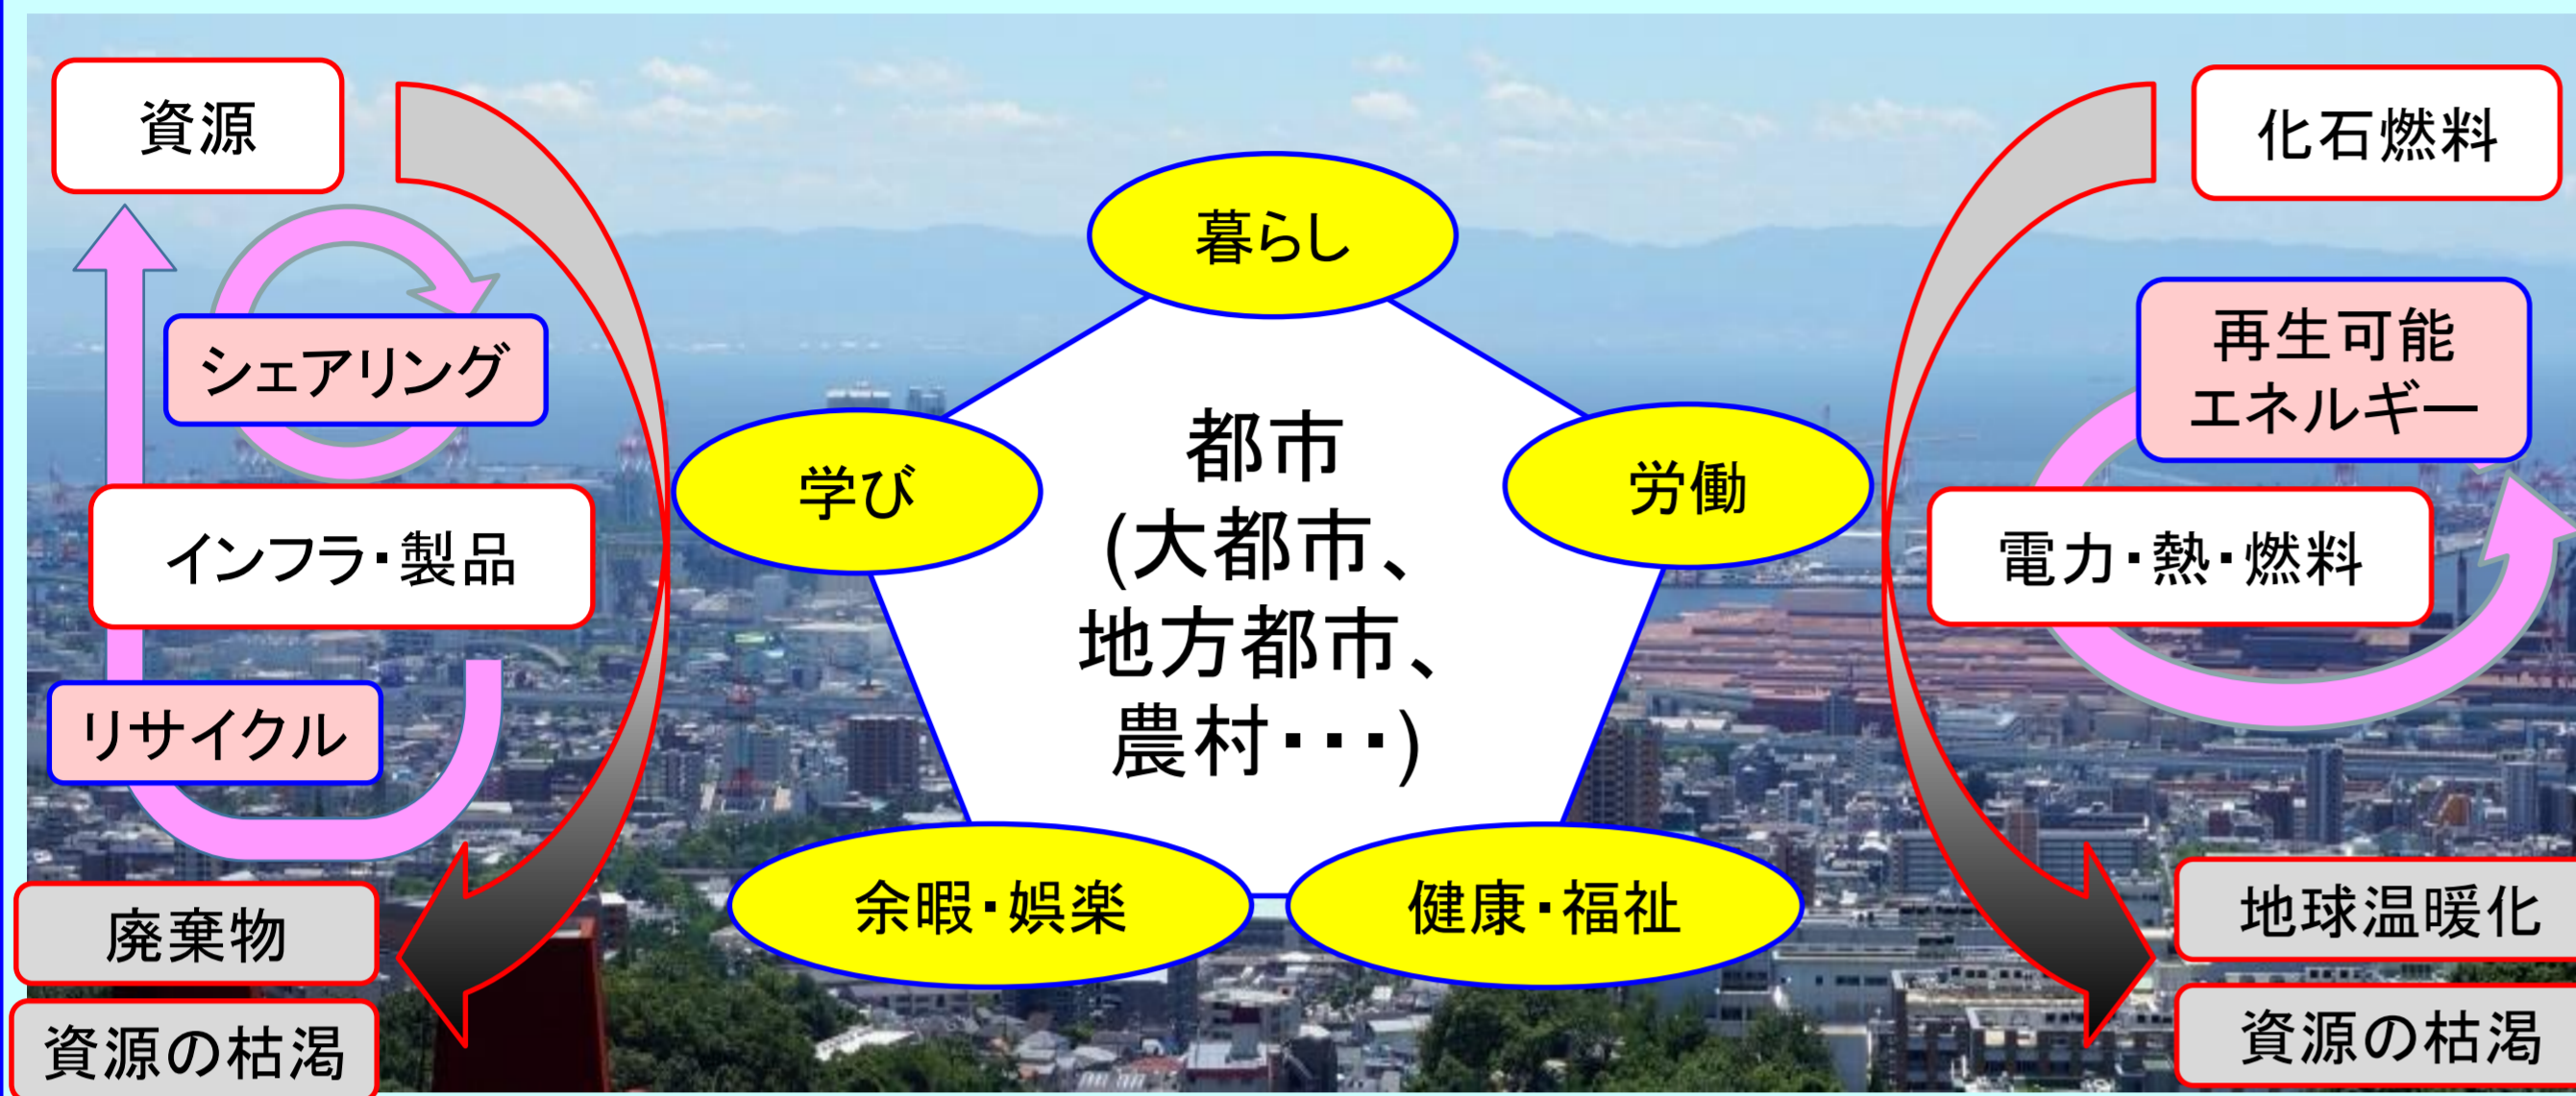 資源
シェアリング
インフラ・製品
リサイクル
廃棄物
資源の枯渇
暮らし
学び
労働
都市
(大都市、
地方都市、
農村・・・)
余暇・娯楽
健康・福祉
化石燃料
再生可能
エネルギー
電力・熱・燃料
地球温暖化
資源の枯渇